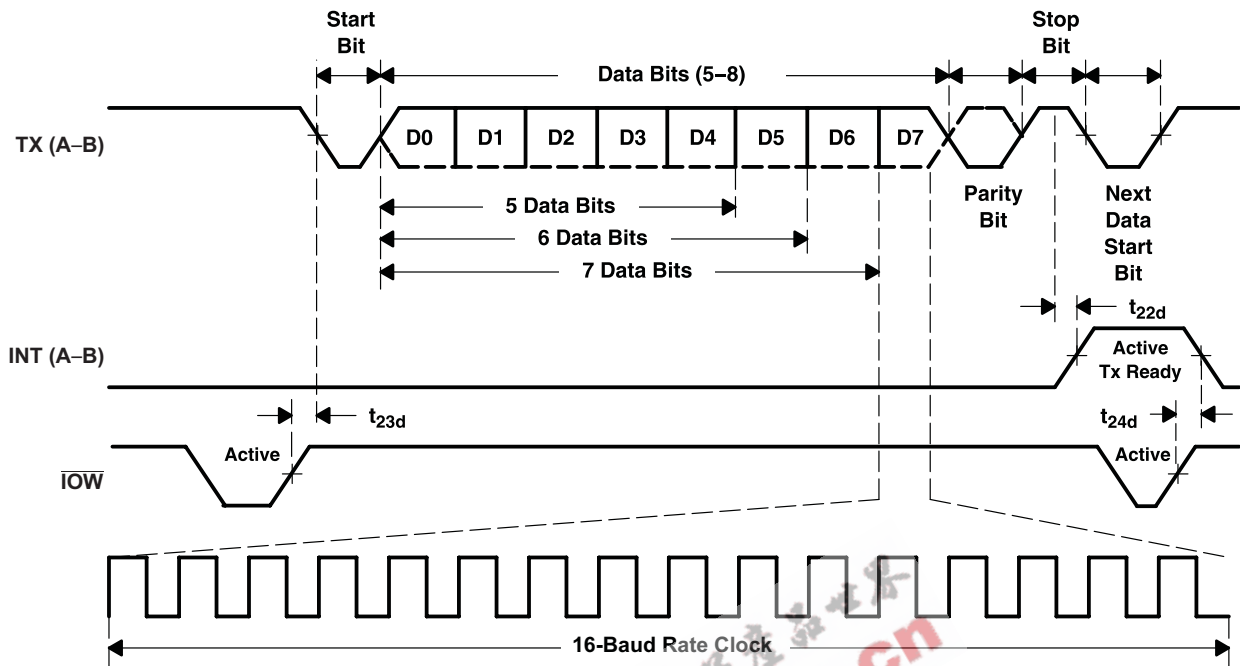 Start
Bit
Stop
Bit
Data Bits (5–8)
TX (A–B)
D0 D1 D2 D3 D4 D5 D6 D7
Parity
Bit
Next
Data
Start
Bit
5 Data Bits
6 Data Bits
7 Data Bits
t22d
INT (A–B)
Active
Tx Ready
t23d
t24d
Active
Active
IOW
16-Baud Rate Clock
.cn